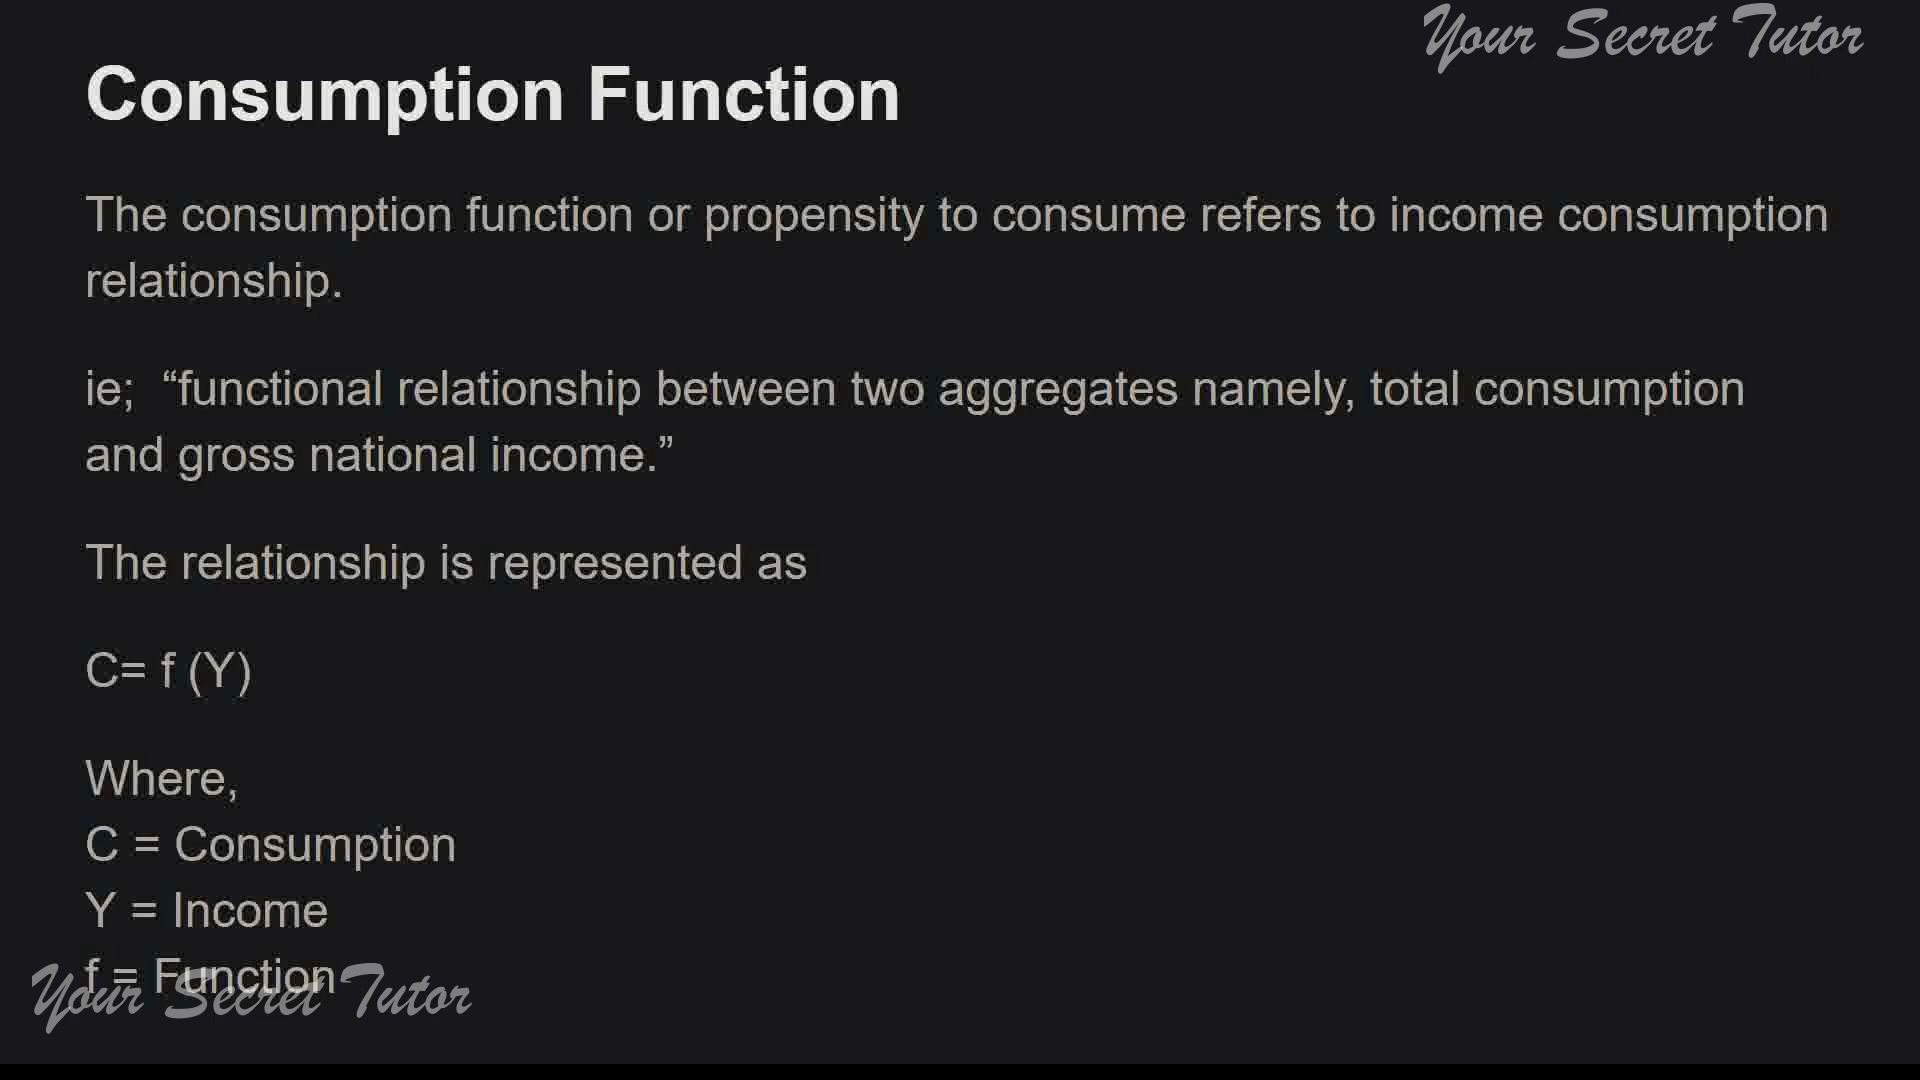 Your Secret Tutor
Consumption Function
The consumption function or propensity to consume refers to income consumption
relationship.
ie; “functional relationship between two aggregates namely, total consumption
and gross national income.”
The relationship is represented as
C= f (Y)
Where,
C = Consumption
Y = Income
f = Function
Your Secret Tutor